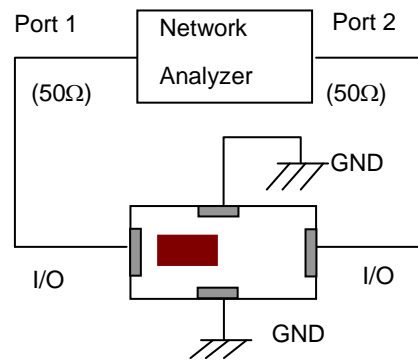 Port 1
Network
Analyzer
Port 2
(50Ω)
(50Ω)
GND
I/O
I/O
GND